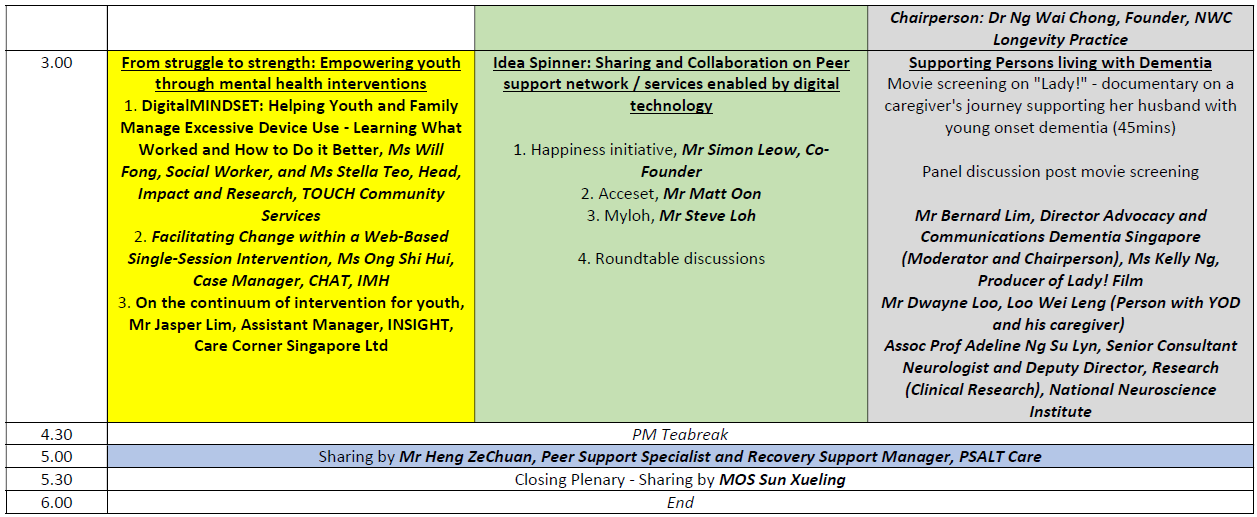 Chairperson: Dr Ng Wai Chong, Founder, NWC
Longevity Practice
3.00
From struggle to strength: Empowering youth
through mental health interventions
1. DigitalMINDSET: Helping Youth and Family
Manage Excessive Device Use - Learning What
Worked and How to Do it Better, Ms Will
Fong, Social Worker, and Ms Stella Teo, Head,
Impact and Research, TOUCH Community
Services
2. Facilitating Change within a Web-Based
Single-Session Intervention, Ms Ong Shi Hui,
Case Manager, CHAT, IMH
3. On the continuum of intervention for youth,
Mr Jasper Lim, Assistant Manager, INSIGHT,
Care Corner Singapore Ltd
Idea Spinner: Sharing and Collaboration on Peer
support network / services enabled by digital
technology
1. Happiness initiative, Mr Simon Leow, Co-
Founder
2. Acceset, Mr Matt Oon
3. Myloh, Mr Steve Loh
4. Roundtable discussions
Supporting Persons living with Dementia
Movie screening on "Lady!" - documentary on a
caregiver's journey supporting her husband with
young onset dementia (45mins)
Panel discussion post movie screening
Mr Bernard Lim, Director Advocacy and
Communications Dementia Singapore
(Moderator and Chairperson), Ms Kelly Ng,
Producer of Lady! Film
Mr Dwayne Loo, Loo Wei Leng (Person with YOD
and his caregiver)
Assoc Prof Adeline Ng Su Lyn, Senior Consultant
Neurologist and Deputy Director, Research
(Clinical Research), National Neuroscience
Institute
4.30
PM Teabreak
5.00
Sharing by Mr Heng ZeChuan, Peer Support Specialist and Recovery Support Manager, PSALT Care
5.30
Closing Plenary - Sharing by MOS Sun Xueling
6.00
End